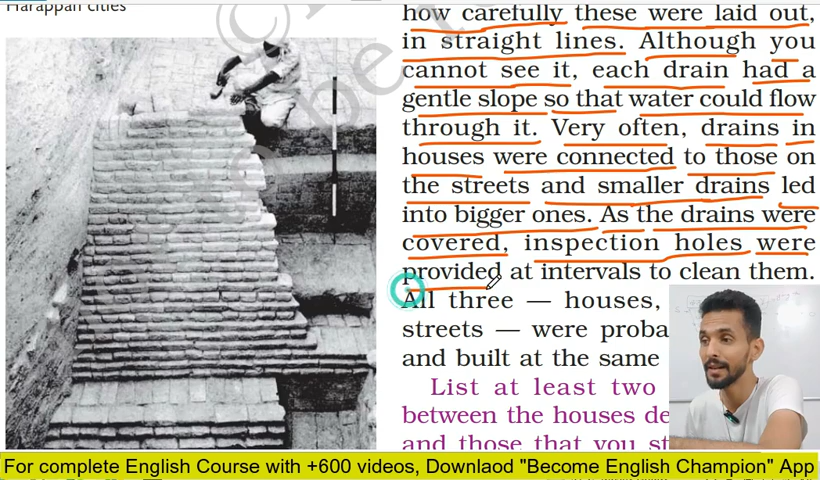 Harappan cities
how carefully these were laid out,
in straight lines. Although you
cannot see it, each drain had a
gentle slope so that water could flow
through it. Very often, drains in
houses were connected to those on
the streets and smaller drains led
into bigger ones. As the drains were
covered, inspection holes were
provided at intervals to clean them.
All three — houses,
streets — were proba
and built at the same
List at least two
between the houses de
and those that you st
For complete English Course with +600 videos, Downlaod "Become English Champion" App